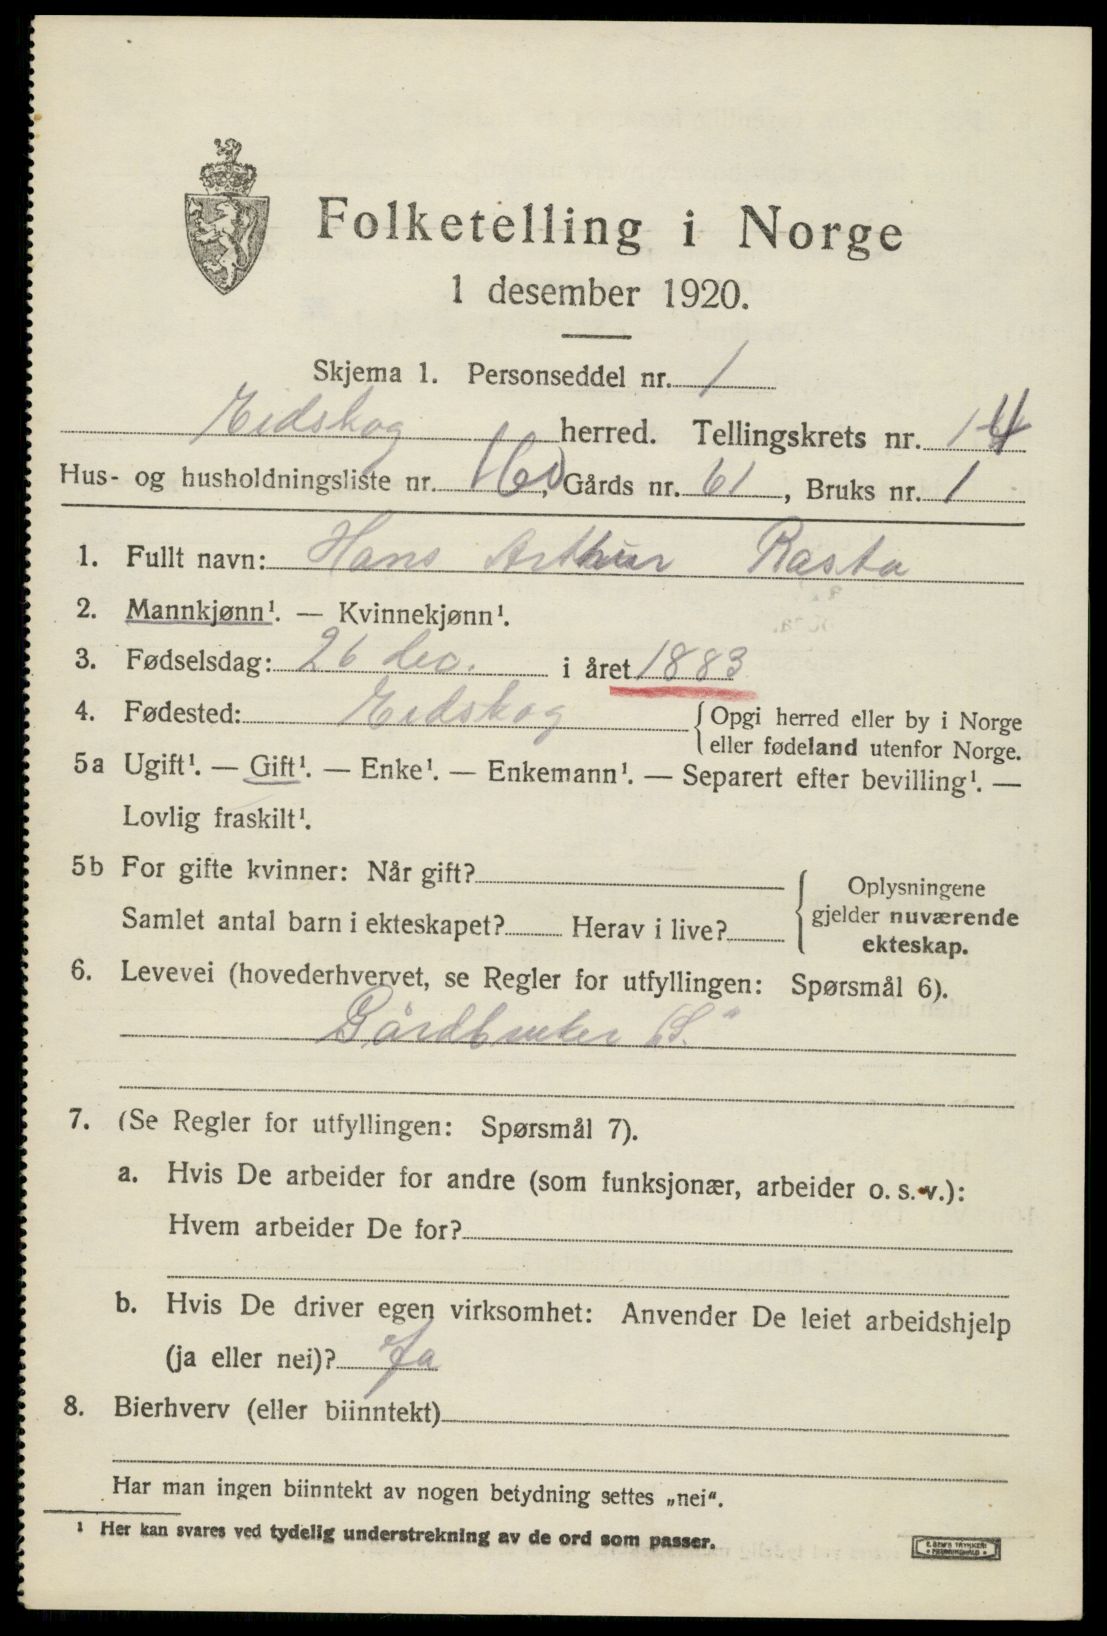 Folketelling i Norge
1 desember 1920.
Skjema 1. Personseddel nr. 1
Eidskog herred. Tellingskrets nr. 14
Hus- og husholdningsliste nr. , Gårds nr. 61, Bruks nr. 1
1. Fullt navn: Hans Arthur Rasta
2. Mannkjønn¹. — Kvinnekjønn¹.
3. Fødselsdag: 26 dec. i året 1883
4. Fødested: Eidskog { Opgi herred eller by i Norge
eller fødeland utenfor Norge.
5a Ugift¹. — Gift¹. — Enke¹. — Enkemann¹. — Separert efter bevilling¹. —
Lovlig fraskilt¹.
5b For gifte kvinner: Når gift?
Samlet antal barn i ekteskapet? Herav i live?
{ Oplysningene
gjelder nuværende
ekteskap.
6. Levevei (hovederhvervet, se Regler for utfyllingen: Spørsmål 6).
Gårdbruker „S."
7. (Se Regler for utfyllingen: Spørsmål 7).
a. Hvis De arbeider for andre (som funksjonær, arbeider o. s. v.):
Hvem arbeider De for?
b. Hvis De driver egen virksomhet: Anvender De leiet arbeidshjelp
(ja eller nei)? Ja
8. Bierhverv (eller biinntekt)
Har man ingen biinntekt av nogen betydning settes „nei".
¹ Her kan svares ved tydelig understrekning av de ord som passer.